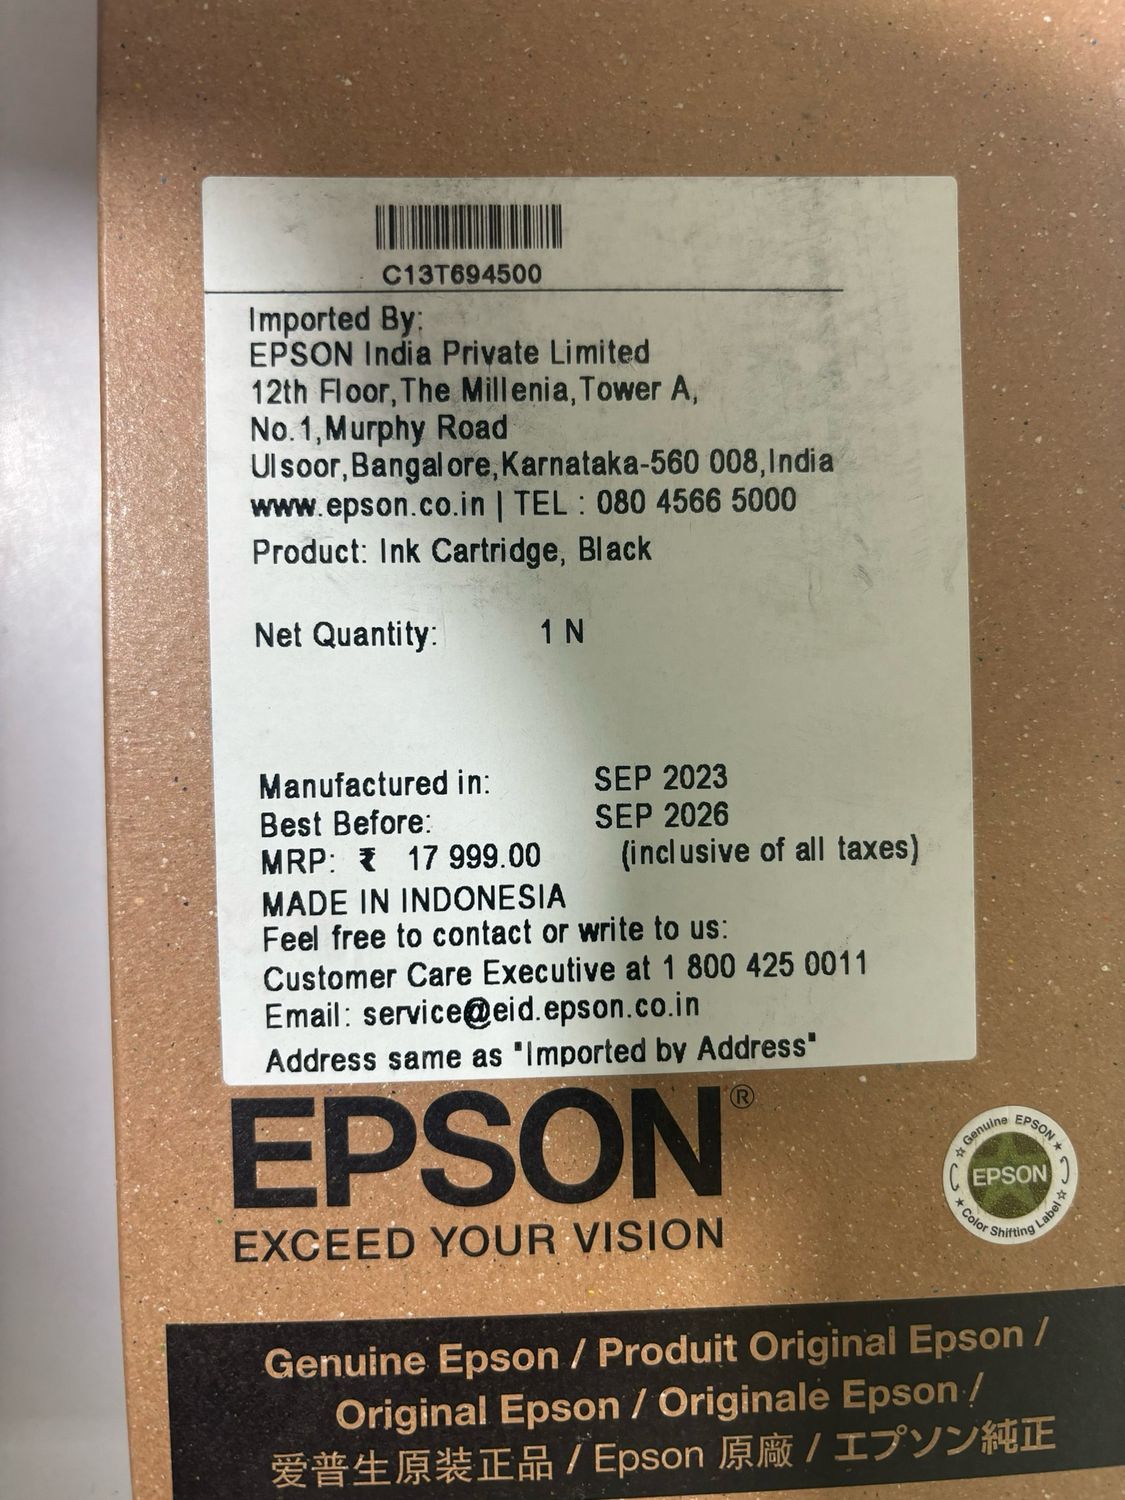 C13T694500
Imported By:
EPSON India Private Limited
12th Floor,The Millenia,Tower A,
No.1,Murphy Road
Ulsoor,Bangalore,Karnataka-560 008,India
www.epson.co.in | TEL : 080 4566 5000
Product: Ink Cartridge, Black
Net Quantity: 1 N
Manufactured in: SEP 2023
Best Before: SEP 2026
MRP: ₹ 17 999.00 (inclusive of all taxes)
MADE IN INDONESIA
Feel free to contact or write to us:
Customer Care Executive at 1 800 425 0011
Email: service@eid.epson.co.in
Address same as "Imported by Address"
EPSON®
EXCEED YOUR VISION
Genuine EPSON
EPSON
Color Shifting Label
Genuine Epson / Produit Original Epson /
Original Epson / Originale Epson /
爱普生原装正品 / Epson 原廠 / エプソン純正